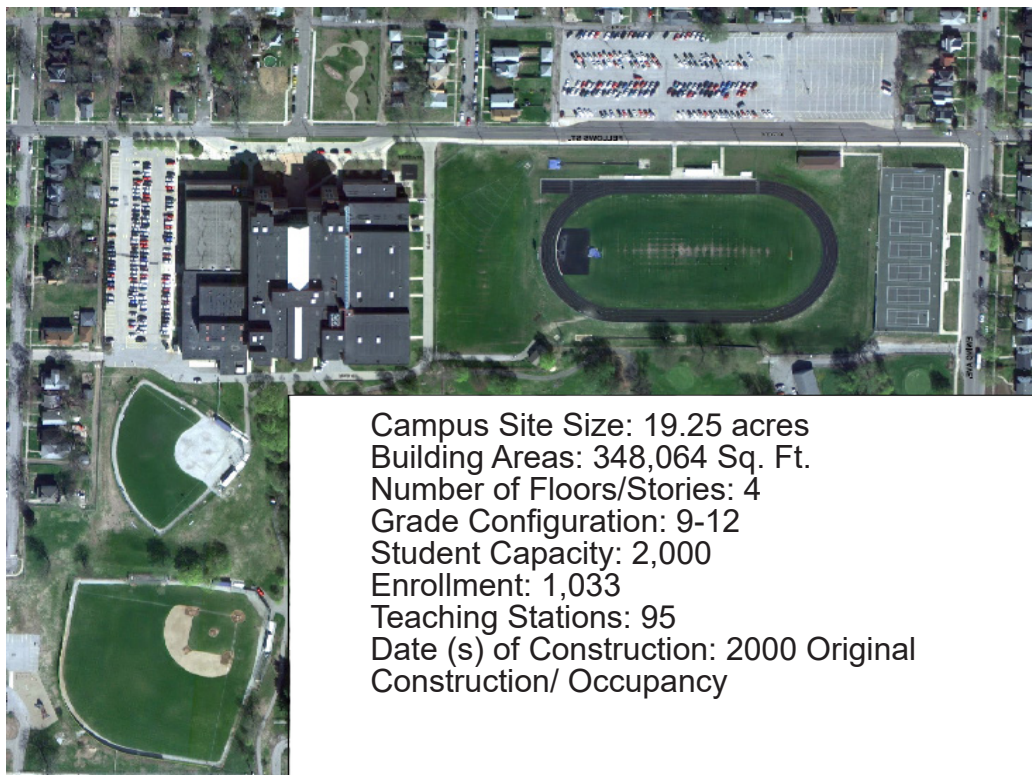 FELLOWS ST.
Campus Site Size: 19.25 acres
Building Areas: 348,064 Sq. Ft.
Number of Floors/Stories: 4
Grade Configuration: 9-12
Student Capacity: 2,000
Enrollment: 1,033
Teaching Stations: 95
Date (s) of Construction: 2000 Original
Construction/ Occupancy